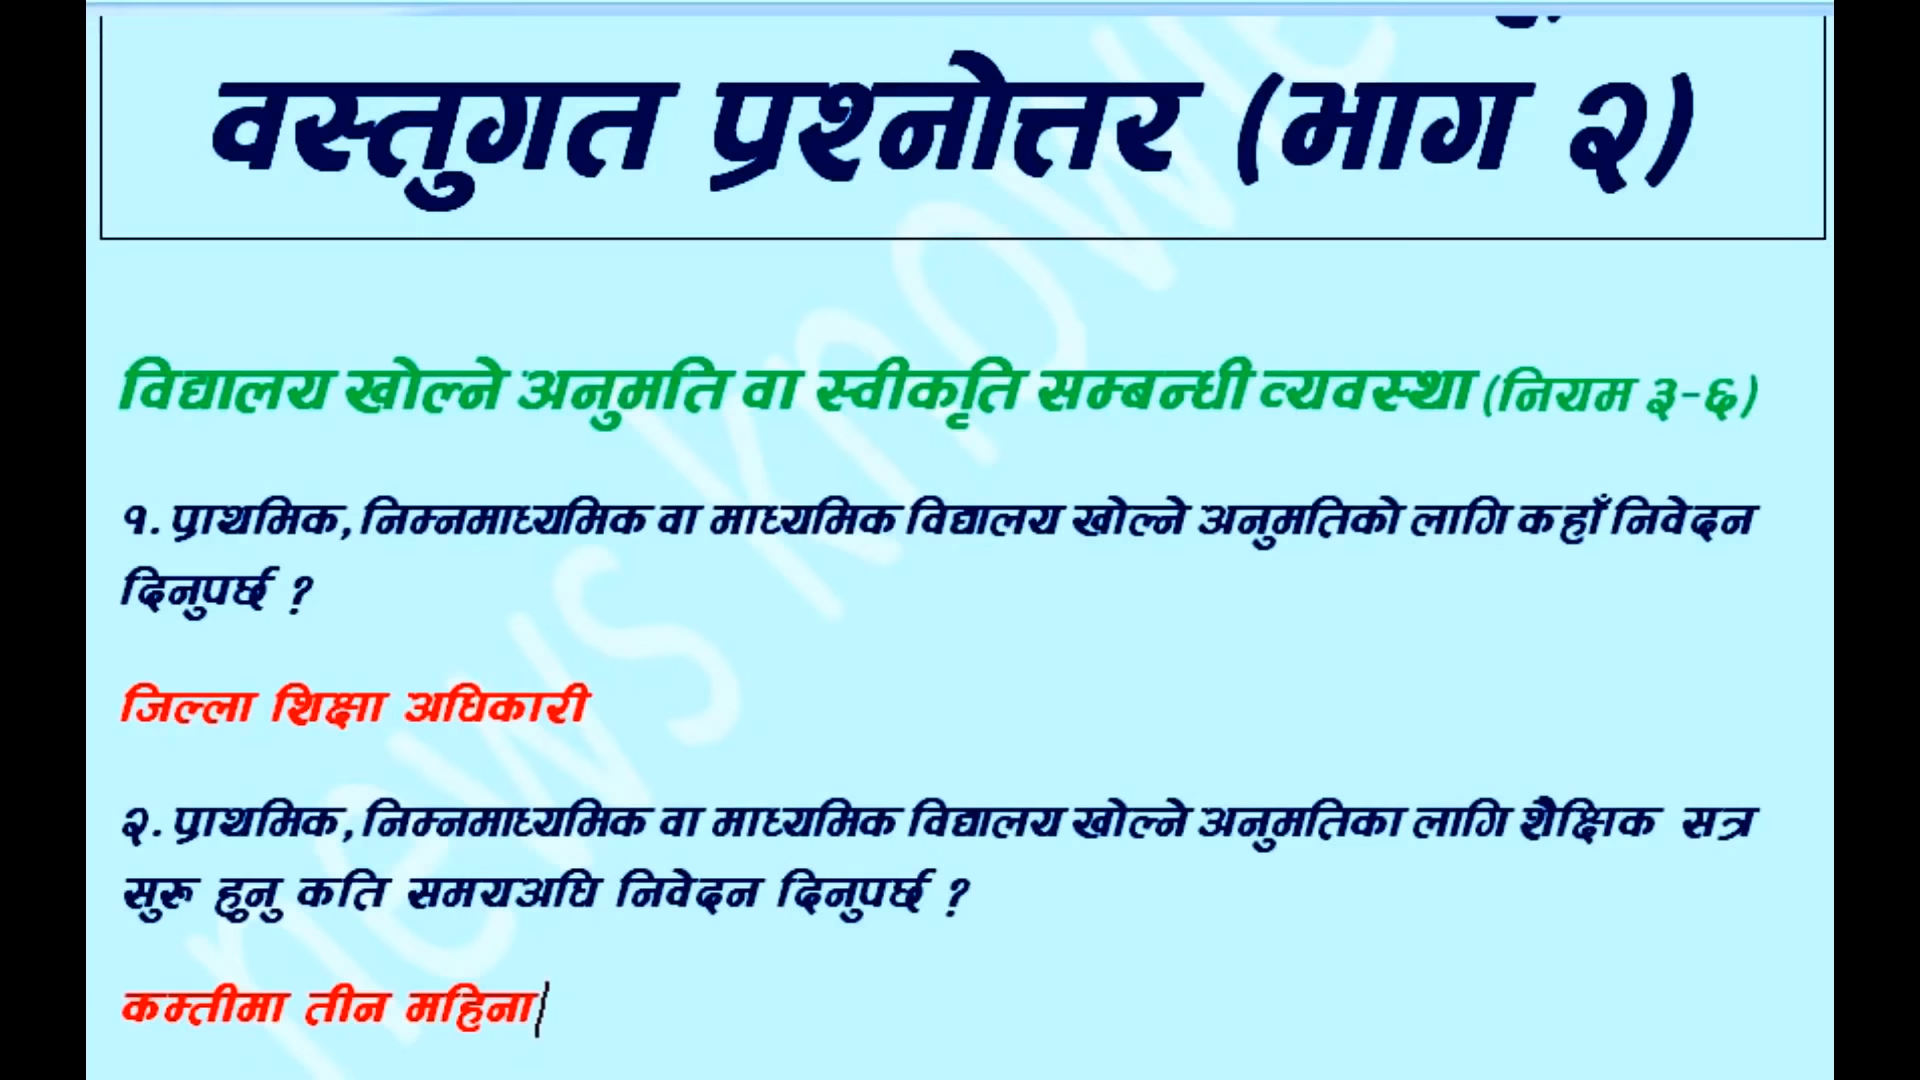 वस्तुगत प्रश्नोत्तर (भाग २)
विद्यालय खोल्ने अनुमति वा स्वीकृति सम्बन्धी व्यवस्था (नियम ३-६)
१. प्राथमिक, निम्नमाध्यमिक वा माध्यमिक विद्यालय खोल्ने अनुमतिको लागि कहाँ निवेदन
दिनुपर्छ ?
जिल्ला शिक्षा अधिकारी
२. प्राथमिक, निम्नमाध्यमिक वा माध्यमिक विद्यालय खोल्ने अनुमतिका लागि शैक्षिक सत्र
सुरू हुनु कति समयअघि निवेदन दिनुपर्छ ?
कम्तीमा तीन महिना
news